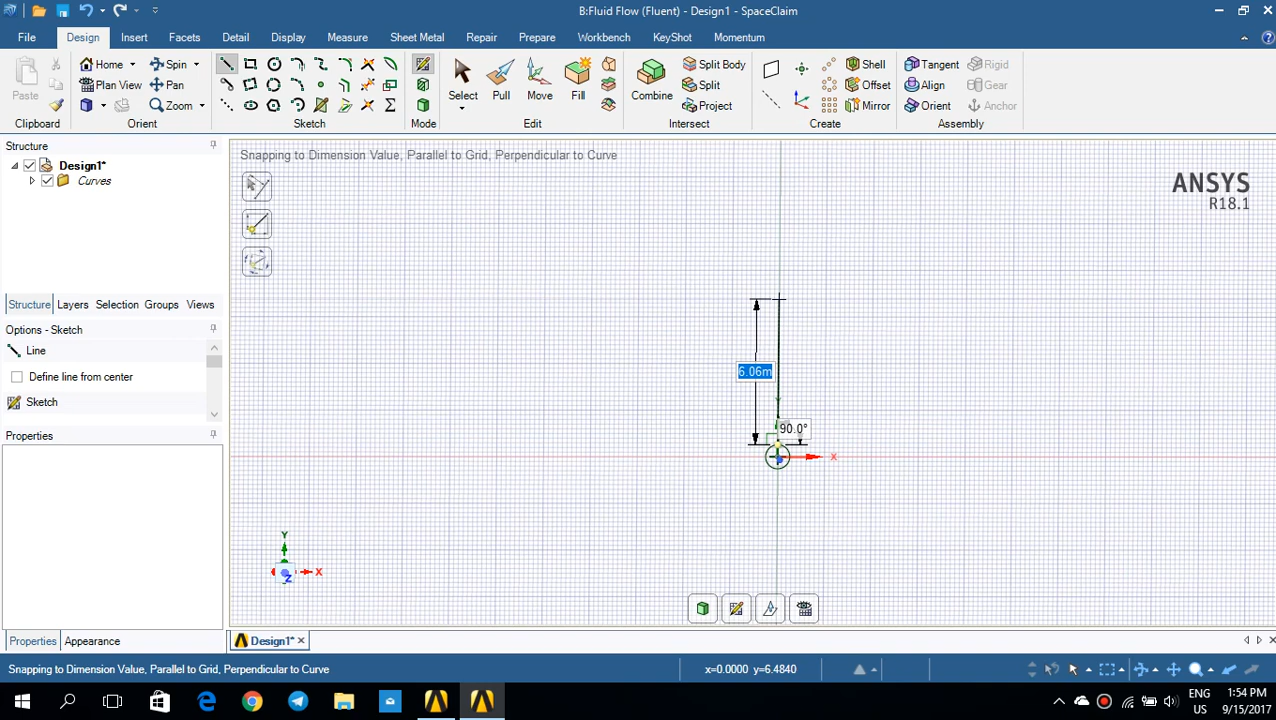 B:Fluid Flow (Fluent) - Design1 - SpaceClaim
File Design Insert Facets Detail Display Measure Sheet Metal Repair Prepare Workbench KeyShot Momentum
Paste Home Spin Select Pull Move Fill Combine Split Body Shell Tangent Rigid
Plan View Pan Split Offset Align Gear
Zoom Project Mirror Orient Anchor
Clipboard Orient Sketch Mode Edit Intersect Create Assembly
Structure
Design1*
Curves
Structure Layers Selection Groups Views
Options - Sketch
Line
Define line from center
Sketch
Properties
Properties Appearance
Snapping to Dimension Value, Parallel to Grid, Perpendicular to Curve
ANSYS
R18.1
6.06m
90.0°
X
Y
X
Z
Design1*
Snapping to Dimension Value, Parallel to Grid, Perpendicular to Curve x=0.0000 y=6.4840
ENG 1:54 PM
US 9/15/2017